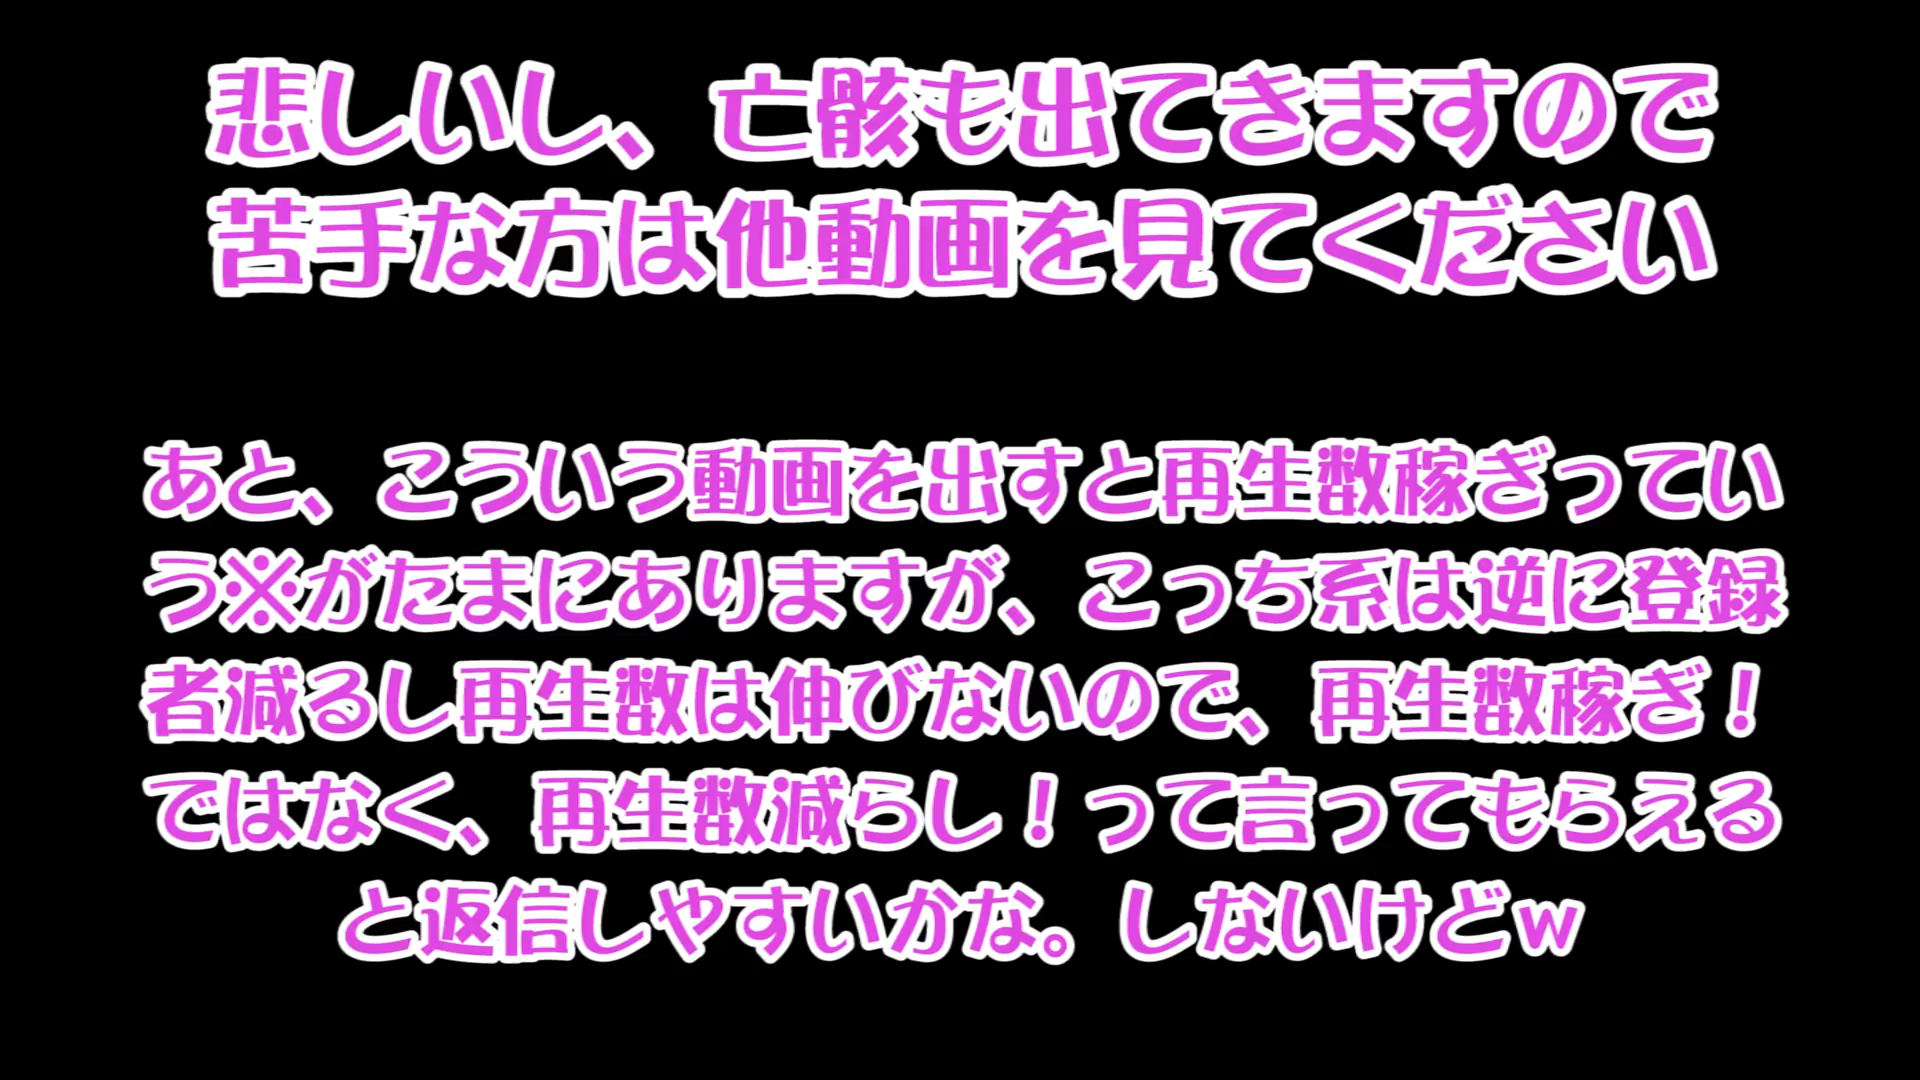 悲しいし、亡骸も出てきますので
苦手な方は他動画を見てください
あと、こういう動画を出すと再生数稼ぎってい
う※がたまにありますが、こっち系は逆に登録
者減るし再生数は伸びないので、再生数稼ぎ！
ではなく、再生数減らし！って言ってもらえる
と返信しやすいかな。しないけどw